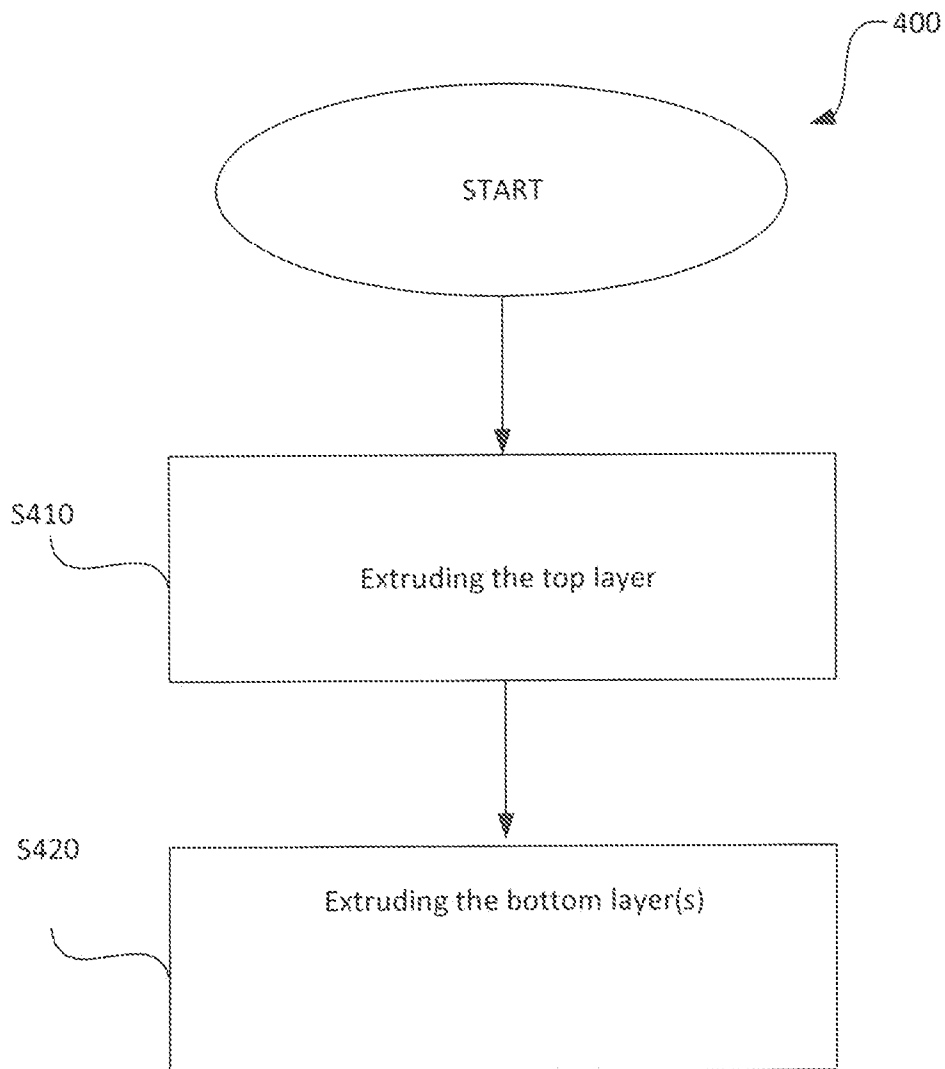 400
START
S410
Extruding the top layer
S420
Extruding the bottom layer(s)